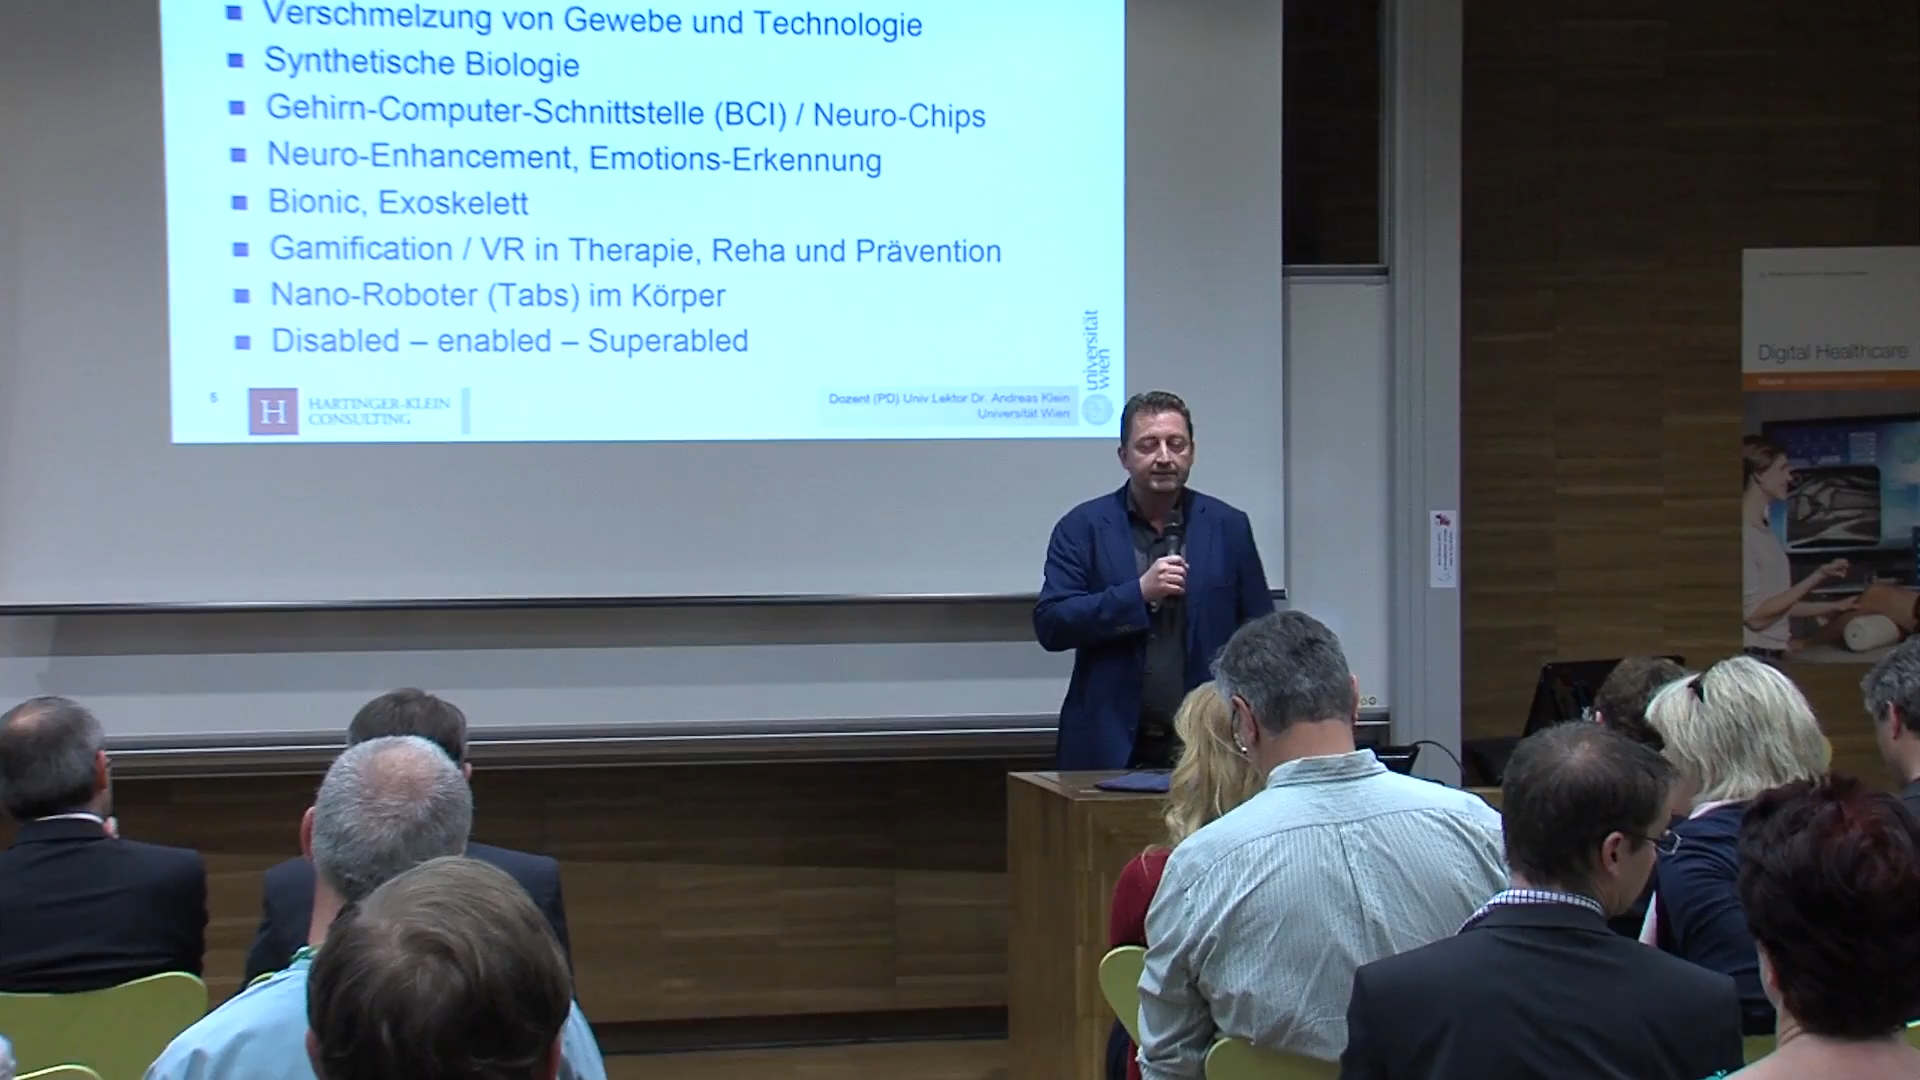 Verschmelzung von Gewebe und Technologie
Synthetische Biologie
Gehirn-Computer-Schnittstelle (BCI) / Neuro-Chips
Neuro-Enhancement, Emotions-Erkennung
Bionic, Exoskelett
Gamification / VR in Therapie, Reha und Prävention
Nano-Roboter (Tabs) im Körper
Disabled – enabled – Superabled
universität
wien
H
HARTINGER-KLEIN
CONSULTING
Dozent (PD) Univ.Lektor Dr. Andreas Klein
Universität Wien
Digital Healthcare